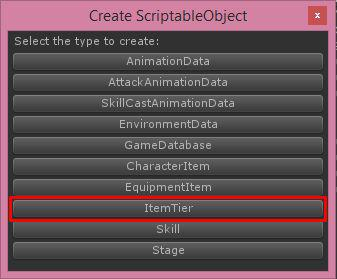 Create ScriptableObject
x
Select the type to create:
AnimationData
AttackAnimationData
SkillCastAnimationData
EnvironmentData
GameDatabase
CharacterItem
EquipmentItem
ItemTier
Skill
Stage